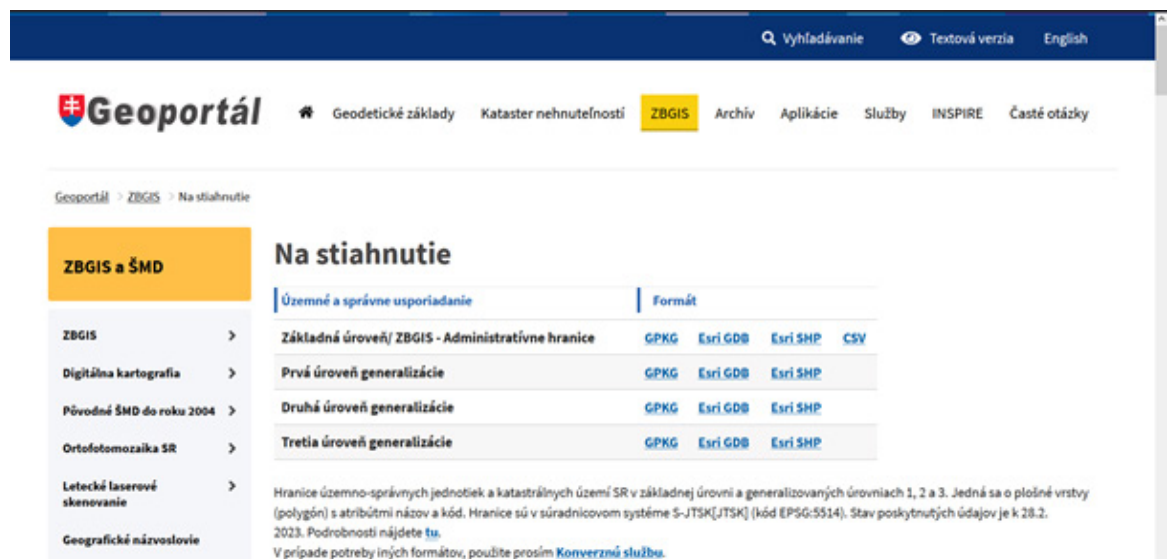 Vyhľadávanie Textová verzia English
Geoportál Geodetické základy Kataster nehnuteľností ZBGIS Archív Aplikácie Služby INSPIRE Časté otázky
Geoportál > ZBGIS > Na stiahnutie
ZBGIS a ŠMD
ZBGIS
Digitálna kartografia
Pôvodné ŠMD do roku 2004
Ortofotomozaika SR
Letecké laserové
skenovanie
Geografické názvoslovie
Na stiahnutie
Územné a správne usporiadanie Formát
Základná úroveň/ ZBGIS - Administratívne hranice GPKG Esri GDB Esri SHP CSV
Prvá úroveň generalizácie GPKG Esri GDB Esri SHP
Druhá úroveň generalizácie GPKG Esri GDB Esri SHP
Tretia úroveň generalizácie GPKG Esri GDB Esri SHP
Hranice územno-správnych jednotiek a katastrálnych území SR v základnej úrovni a generalizovaných úrovniach 1, 2 a 3. Jedná sa o plošné vrstvy
(polygón) s atribútmi názov a kód. Hranice sú v súradnicovom systéme S-JTSK[JTSK] (kód EPSG:5514). Stav poskytnutých údajov je k 28.2.
2023. Podrobnosti nájdete tu.
V prípade potreby iných formátov, použite prosím Konverznú službu.